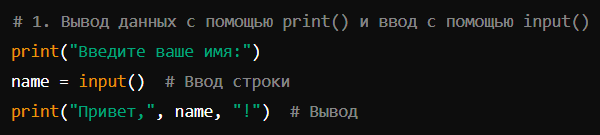 # 1. Вывод данных с помощью print() и ввод с помощью input()
print("Введите ваше имя:")
name = input()  # Ввод строки
print("Привет,", name, "!")  # Вывод